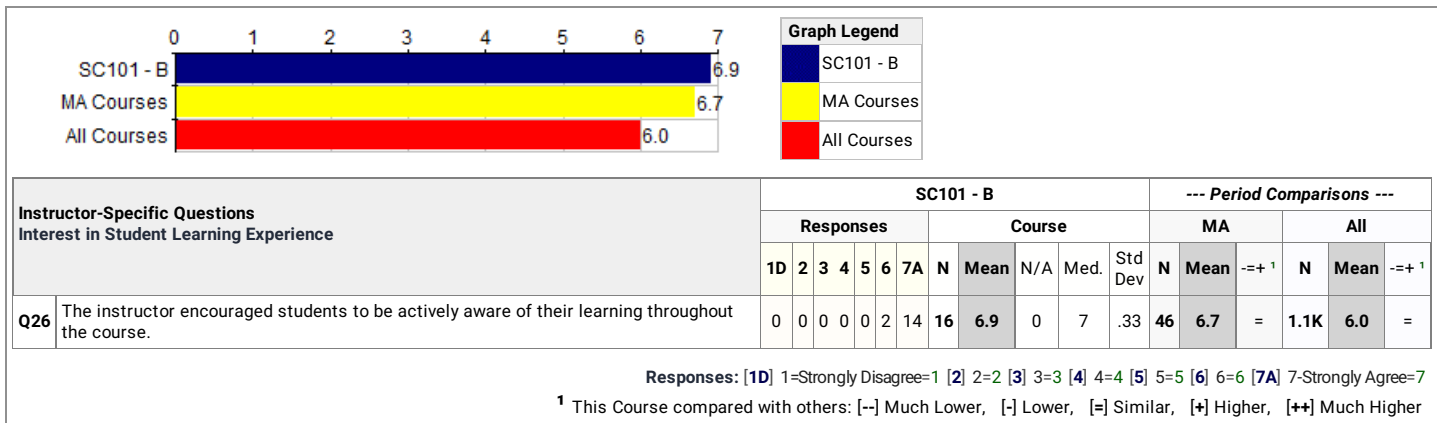 0 1 2 3 4 5 6 7
SC101 - B 6.9
MA Courses 6.7
All Courses 6.0
Graph Legend
SC101 - B
MA Courses
All Courses
Instructor-Specific Questions
Interest in Student Learning Experience
SC101 - B --- Period Comparisons ---
Responses Course MA All
1D 2 3 4 5 6 7A N Mean N/A Med. Std Dev N Mean -=+ ¹ N Mean -=+ ¹
Q26 The instructor encouraged students to be actively aware of their learning throughout
the course. 0 0 0 0 0 2 14 16 6.9 0 7 .33 46 6.7 = 1.1K 6.0 =
Responses: [1D] 1=Strongly Disagree=1 [2] 2=2 [3] 3=3 [4] 4=4 [5] 5=5 [6] 6=6 [7A] 7-Strongly Agree=7
¹ This Course compared with others: [--] Much Lower, [-] Lower, [=] Similar, [+] Higher, [++] Much Higher